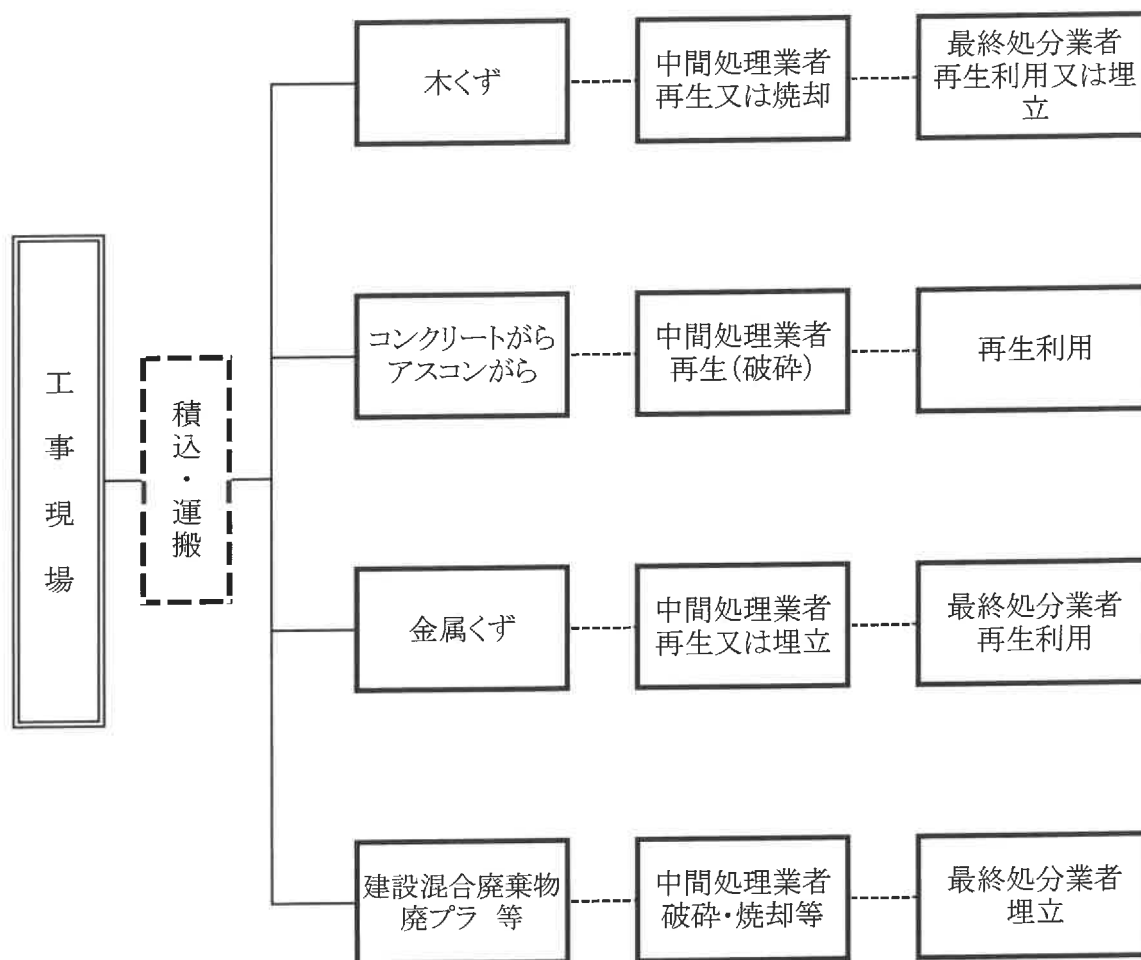 工事現場
積込・運搬
木くず
中間処理業者
再生又は焼却
最終処分業者
再生利用又は埋
立
コンクリートがら
アスコンがら
中間処理業者
再生(破砕)
再生利用
金属くず
中間処理業者
再生又は埋立
最終処分業者
再生利用
建設混合廃棄物
廃プラ 等
中間処理業者
破砕・焼却等
最終処分業者
埋立